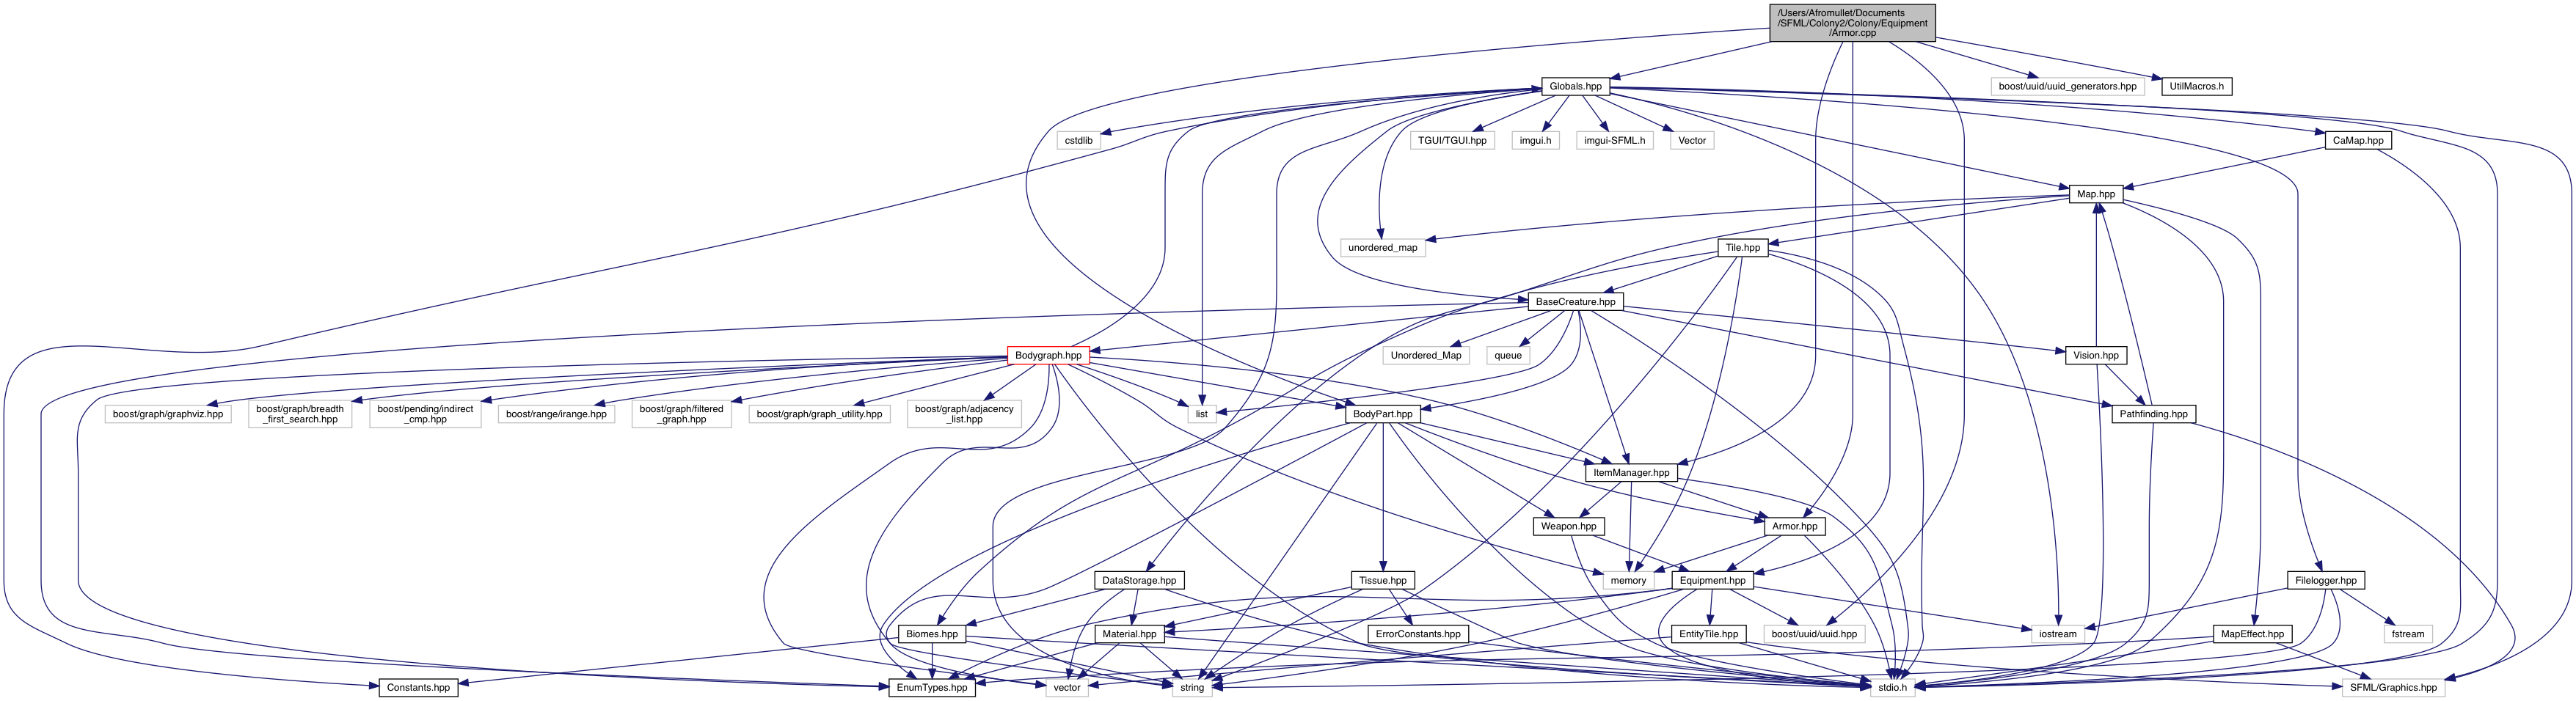 /Users/Afromullet/Documents
/SFML/Colony2/Colony/Equipment
/Armor.cpp
Globals.hpp
boost/uuid/uuid_generators.hpp
UtilMacros.h
cstdlib
TGUI/TGUI.hpp
imgui.h
imgui-SFML.h
Vector
CaMap.hpp
Map.hpp
unordered_map
Tile.hpp
BaseCreature.hpp
Bodygraph.hpp
Unordered_Map
queue
Vision.hpp
boost/graph/graphviz.hpp
boost/graph/breadth
_first_search.hpp
boost/pending/indirect
_cmp.hpp
boost/range/irange.hpp
boost/graph/filtered
_graph.hpp
boost/graph/graph_utility.hpp
boost/graph/adjacency
_list.hpp
list
BodyPart.hpp
Pathfinding.hpp
ItemManager.hpp
Weapon.hpp
Armor.hpp
DataStorage.hpp
Tissue.hpp
memory
Equipment.hpp
Filelogger.hpp
Biomes.hpp
Material.hpp
ErrorConstants.hpp
EntityTile.hpp
boost/uuid/uuid.hpp
iostream
MapEffect.hpp
fstream
Constants.hpp
EnumTypes.hpp
vector
string
stdio.h
SFML/Graphics.hpp